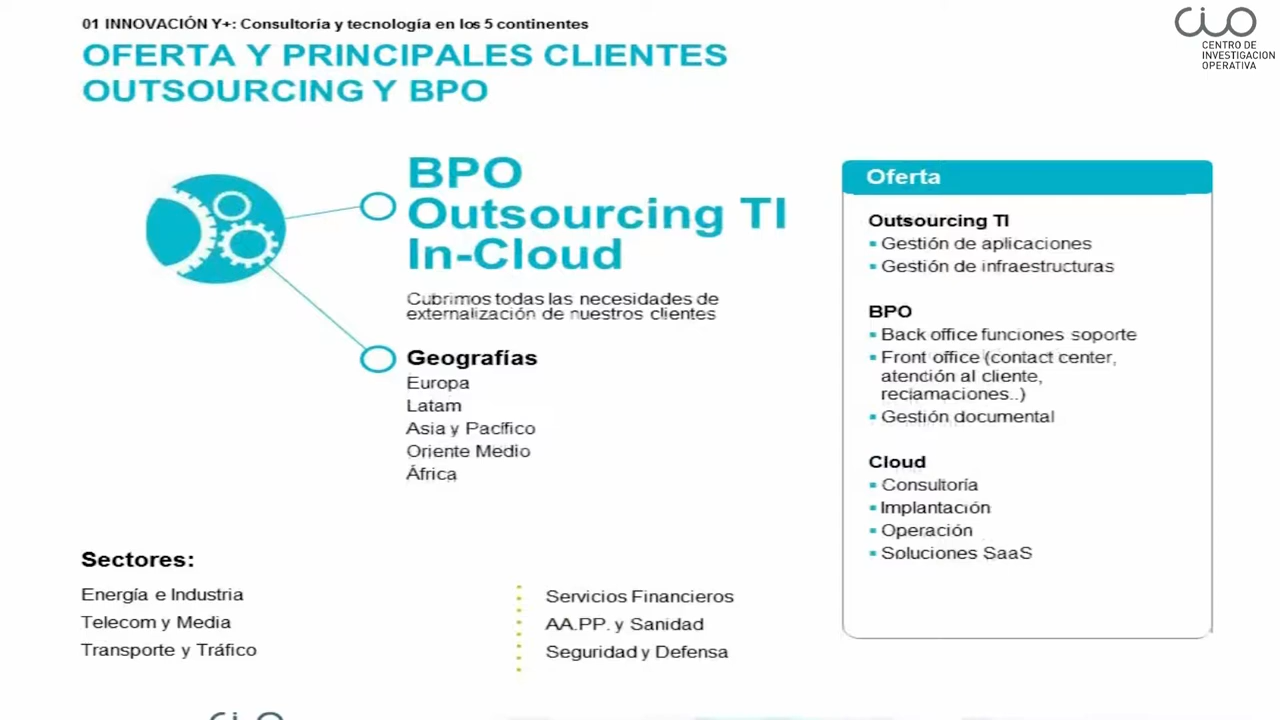 01 INNOVACIÓN Y+: Consultoría y tecnología en los 5 continentes
OFERTA Y PRINCIPALES CLIENTES
OUTSOURCING Y BPO
CIO
CENTRO DE
INVESTIGACION
OPERATIVA
BPO
Outsourcing TI
In-Cloud
Cubrimos todas las necesidades de
externalización de nuestros clientes
Geografías
Europa
Latam
Asia y Pacífico
Oriente Medio
África
Oferta
Outsourcing TI
Gestión de aplicaciones
Gestión de infraestructuras
BPO
Back office funciones soporte
Front office (contact center,
atención al cliente,
reclamaciones..)
Gestión documental
Cloud
Consultoría
Implantación
Operación
Soluciones SaaS
Sectores:
Energía e Industria
Telecom y Media
Transporte y Tráfico
Servicios Financieros
AA.PP. y Sanidad
Seguridad y Defensa